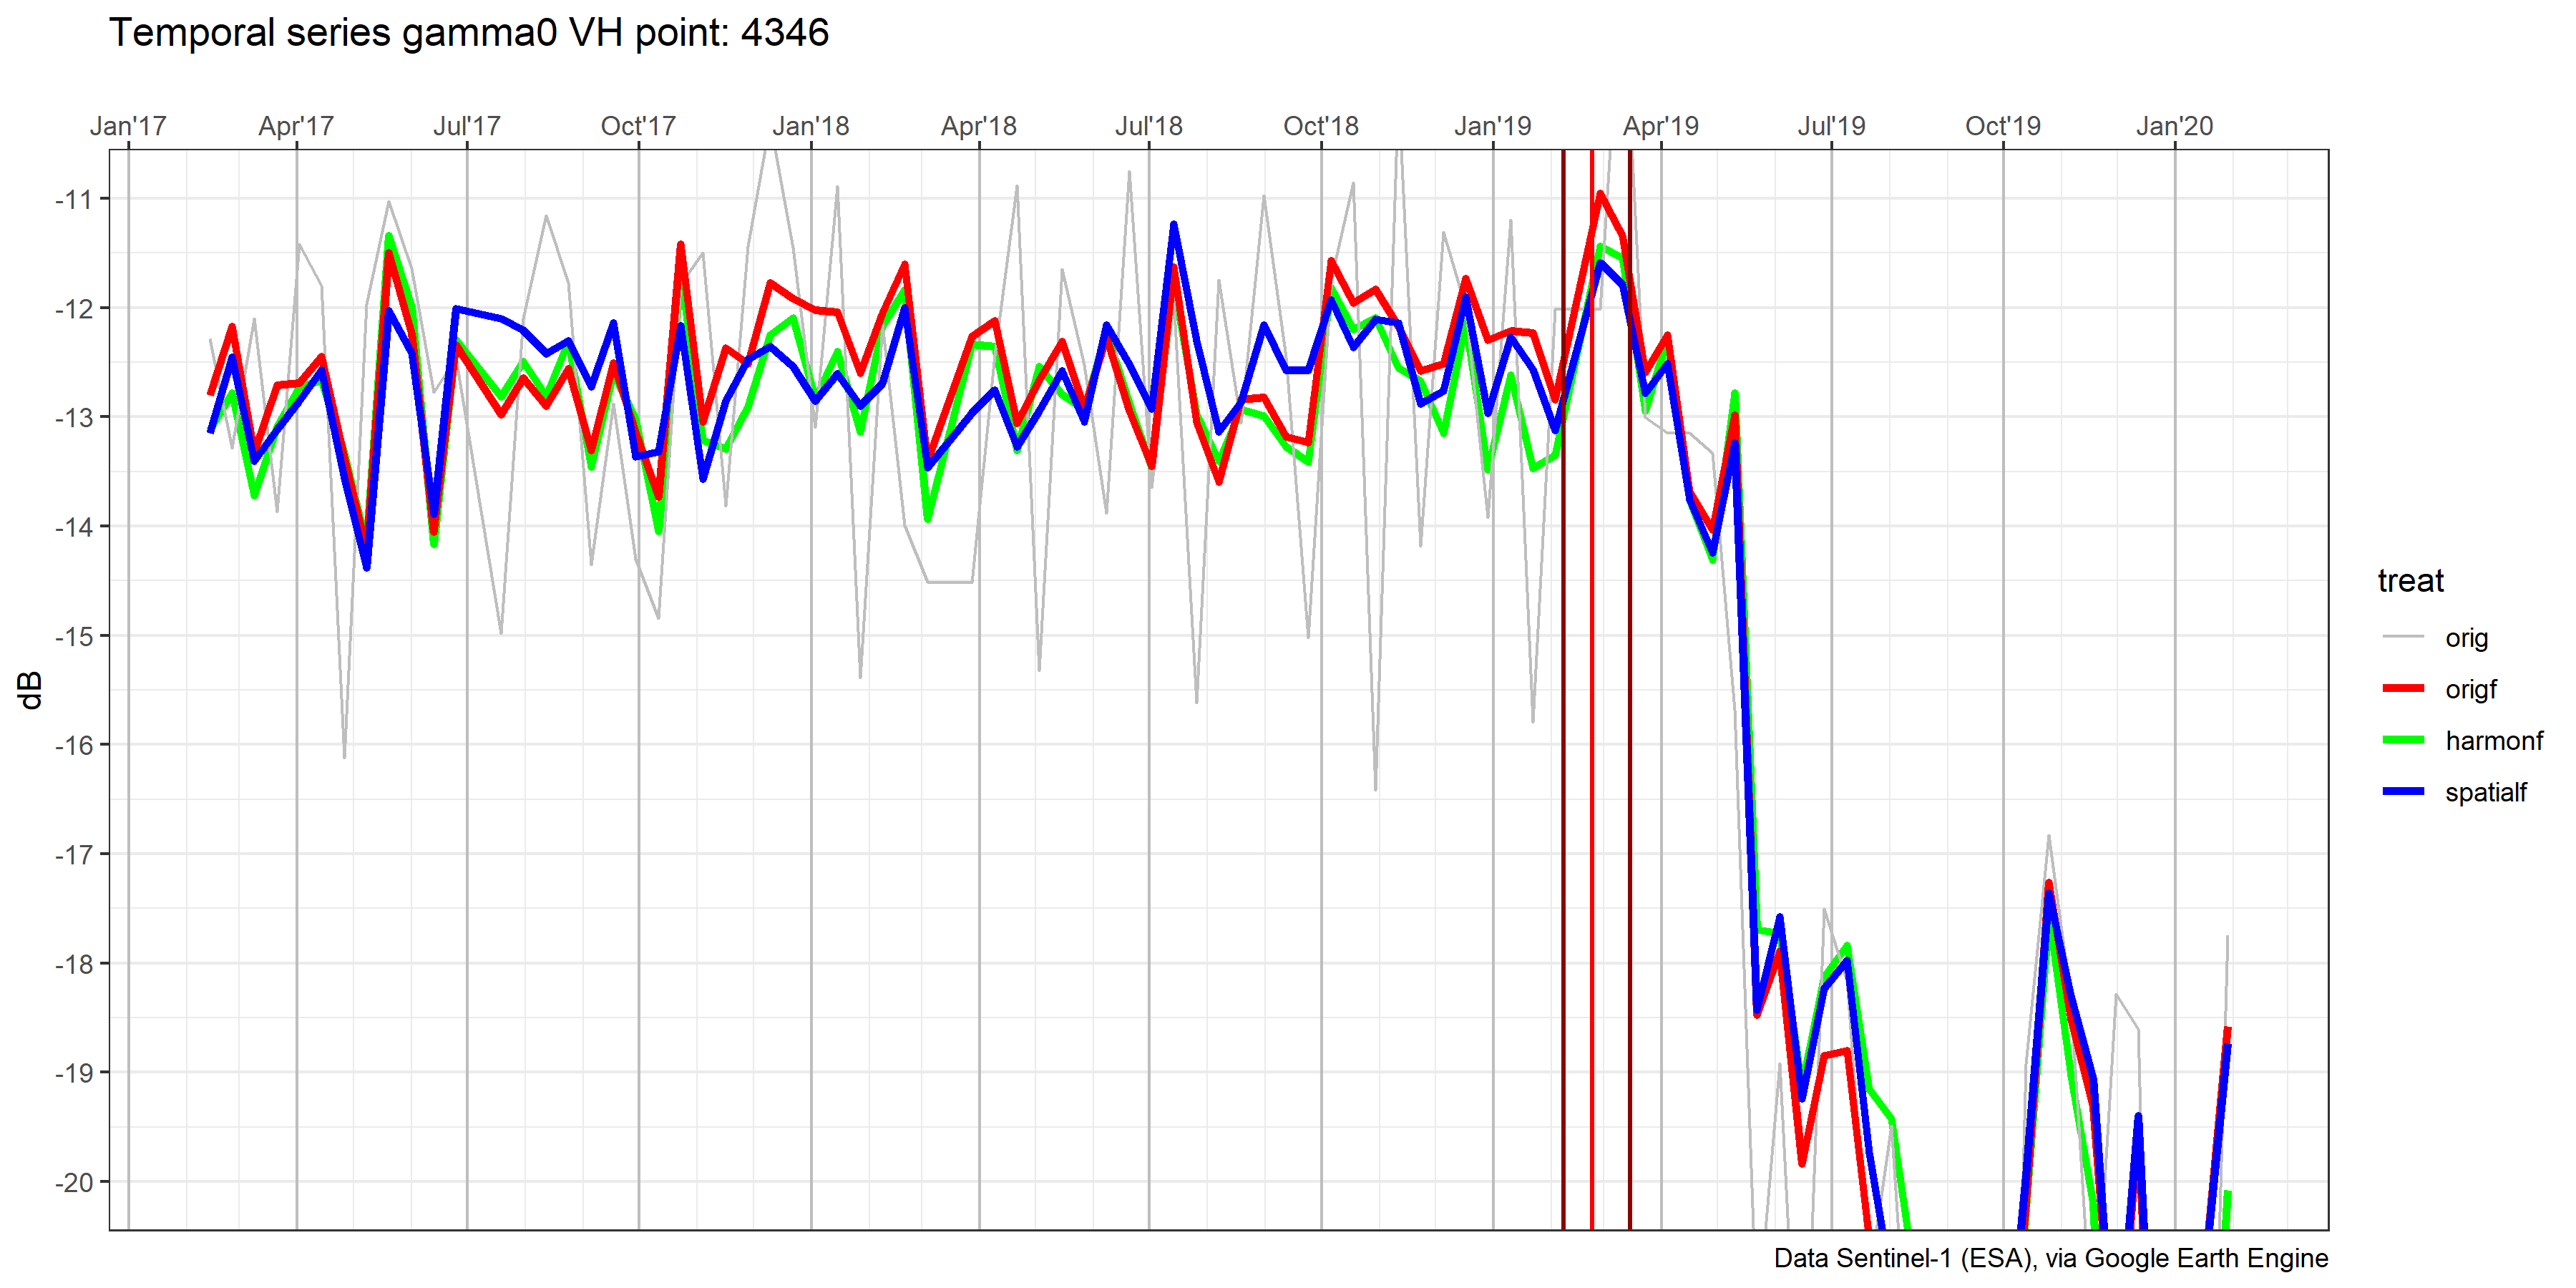 Temporal series gamma0 VH point: 4346
Jan'17 Apr'17 Jul'17 Oct'17 Jan'18 Apr'18 Jul'18 Oct'18 Jan'19 Apr'19 Jul'19 Oct'19 Jan'20
-11
-12
-13
-14
-15
-16
-17
-18
-19
-20
dB
treat
orig
origf
harmonf
spatialf
Data Sentinel-1 (ESA), via Google Earth Engine